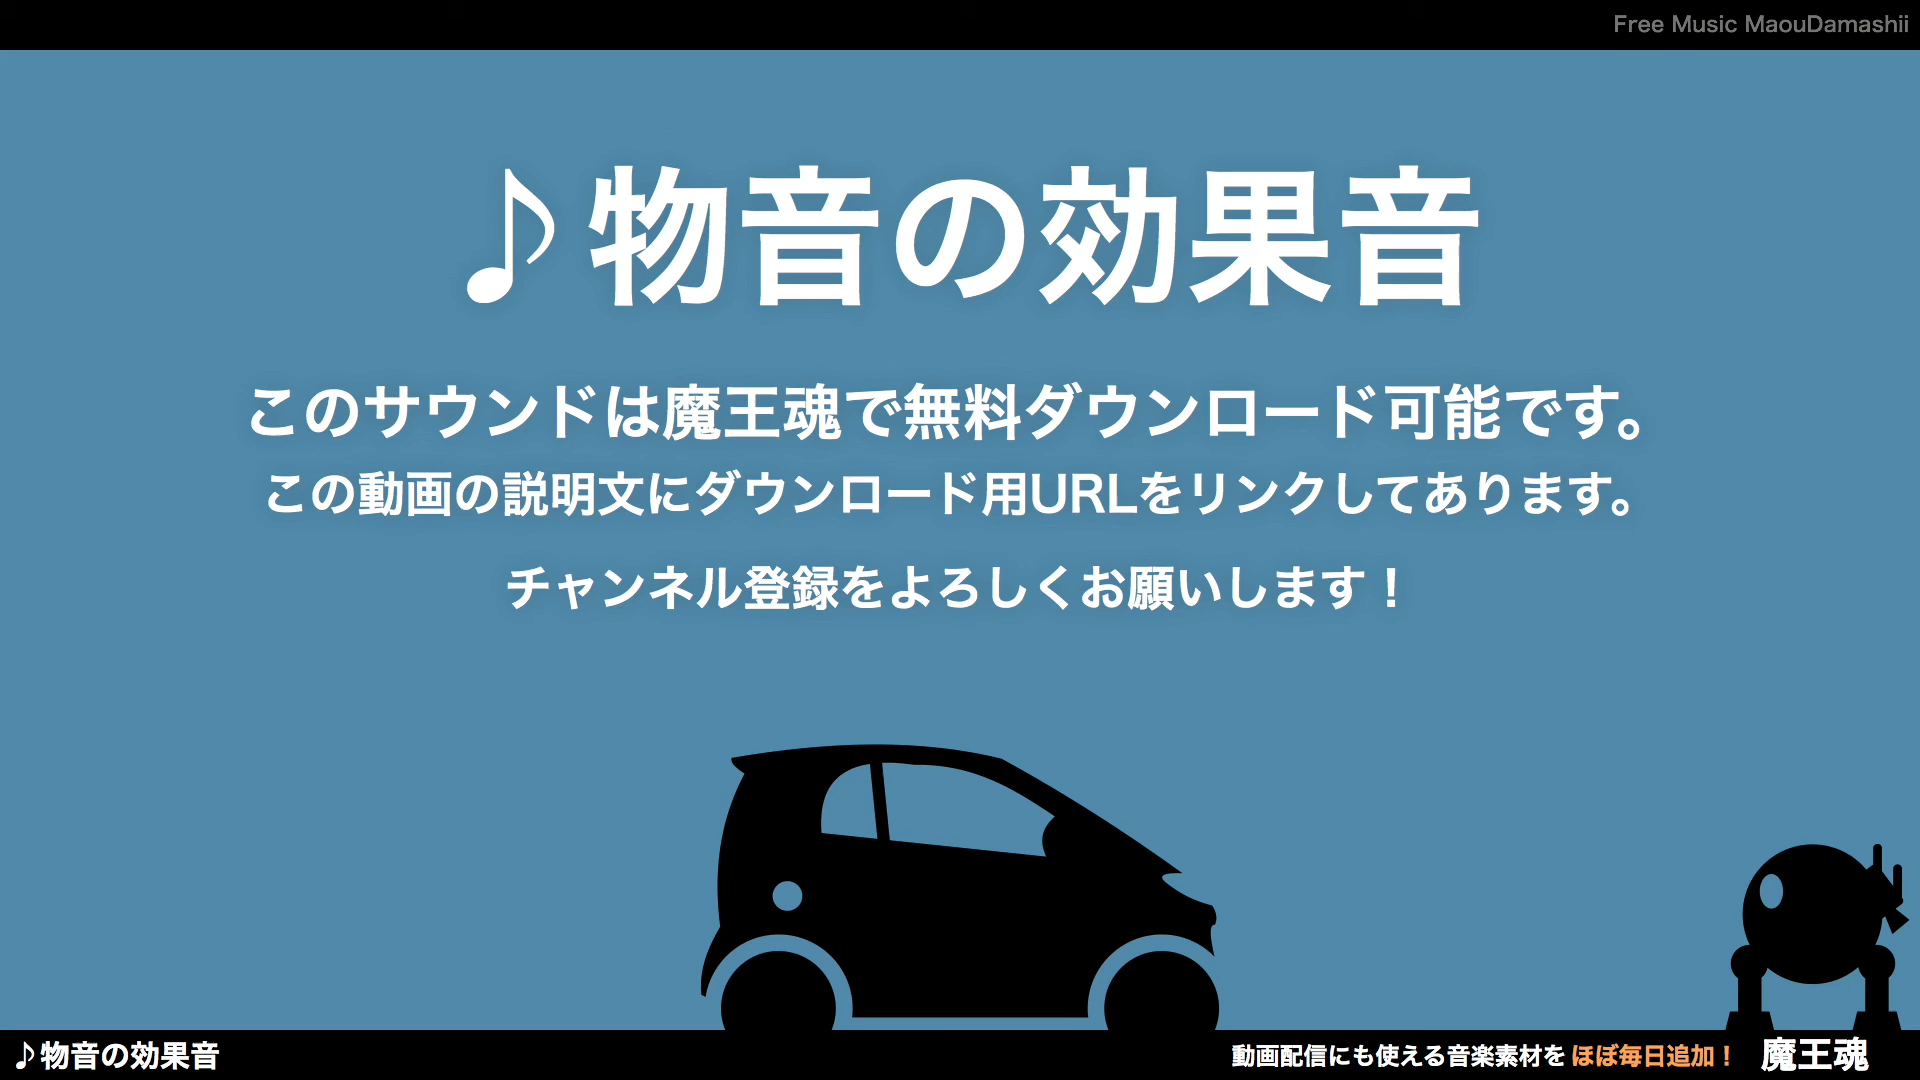 Free Music MaouDamashii
♪物音の効果音
このサウンドは魔王魂で無料ダウンロード可能です。
この動画の説明文にダウンロード用URLをリンクしてあります。
チャンネル登録をよろしくお願いします！
♪物音の効果音
動画配信にも使える音楽素材を ほぼ毎日追加！ 魔王魂